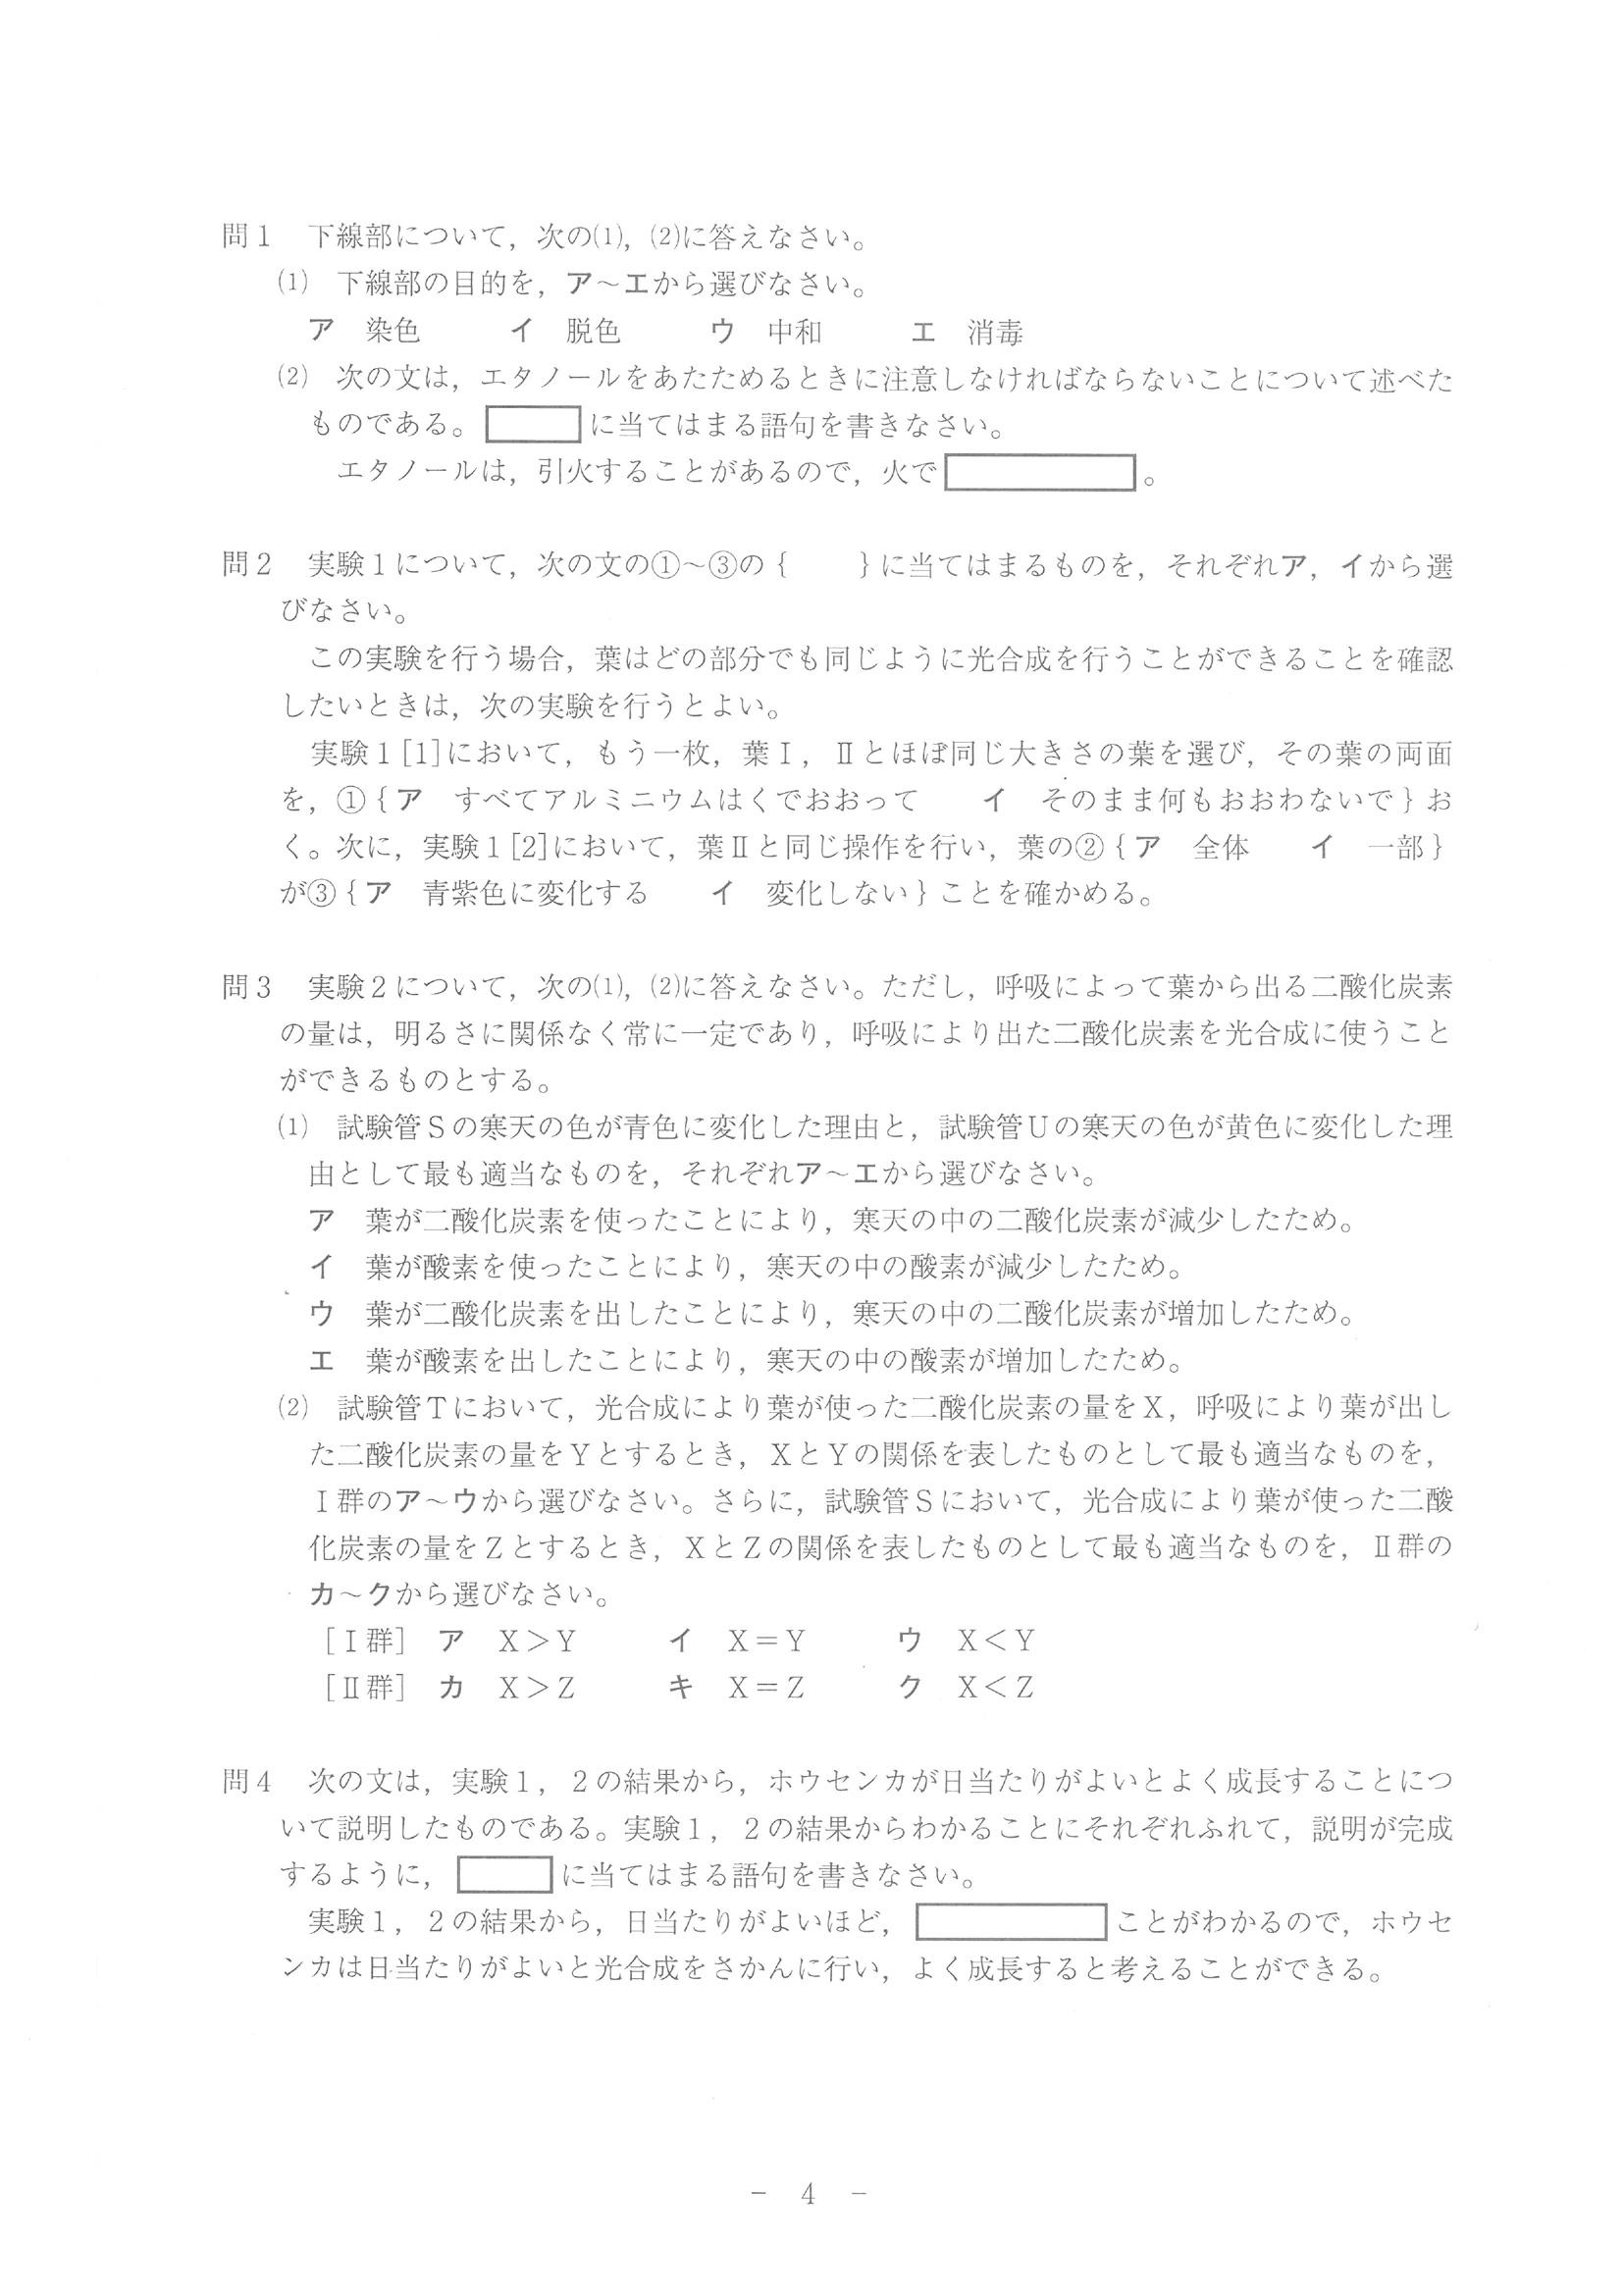 問1　下線部について，次の⑴，⑵に答えなさい。
⑴　下線部の目的を，ア～エから選びなさい。
ア　染色　　　イ　脱色　　　ウ　中和　　　エ　消毒
⑵　次の文は，エタノールをあたためるときに注意しなければならないことについて述べた
ものである。　　　に当てはまる語句を書きなさい。
エタノールは，引火することがあるので，火で　　　　　　。
問2　実験1について，次の文の①～③の｛　　｝に当てはまるものを，それぞれア，イから選
びなさい。
この実験を行う場合，葉はどの部分でも同じように光合成を行うことができることを確認
したいときは，次の実験を行うとよい。
実験1［1］において，もう一枚，葉Ⅰ，Ⅱとほぼ同じ大きさの葉を選び，その葉の両面
を，①｛ア　すべてアルミニウムはくでおおって　　イ　そのまま何もおおわないで｝お
く。次に，実験1［2］において，葉Ⅱと同じ操作を行い，葉の②｛ア　全体　　イ　一部｝
が③｛ア　青紫色に変化する　　イ　変化しない｝ことを確かめる。
問3　実験2について，次の⑴，⑵に答えなさい。ただし，呼吸によって葉から出る二酸化炭素
の量は，明るさに関係なく常に一定であり，呼吸により出た二酸化炭素を光合成に使うこと
ができるものとする。
⑴　試験管Sの寒天の色が青色に変化した理由と，試験管Uの寒天の色が黄色に変化した理
由として最も適当なものを，それぞれア～エから選びなさい。
ア　葉が二酸化炭素を使ったことにより，寒天の中の二酸化炭素が減少したため。
イ　葉が酸素を使ったことにより，寒天の中の酸素が減少したため。
ウ　葉が二酸化炭素を出したことにより，寒天の中の二酸化炭素が増加したため。
エ　葉が酸素を出したことにより，寒天の中の酸素が増加したため。
⑵　試験管Tにおいて，光合成により葉が使った二酸化炭素の量をX，呼吸により葉が出し
た二酸化炭素の量をYとするとき，XとYの関係を表したものとして最も適当なものを，
Ⅰ群のア～ウから選びなさい。さらに，試験管Sにおいて，光合成により葉が使った二酸
化炭素の量をZとするとき，XとZの関係を表したものとして最も適当なものを，Ⅱ群の
カ～クから選びなさい。
［Ⅰ群］　ア　X＞Y　　　イ　X＝Y　　　ウ　X＜Y
［Ⅱ群］　カ　X＞Z　　　キ　X＝Z　　　ク　X＜Z
問4　次の文は，実験1，2の結果から，ホウセンカが日当たりがよいとよく成長することにつ
いて説明したものである。実験1，2の結果からわかることにそれぞれふれて，説明が完成
するように，　　　に当てはまる語句を書きなさい。
実験1，2の結果から，日当たりがよいほど，　　　　　　ことがわかるので，ホウセ
ンカは日当たりがよいと光合成をさかんに行い，よく成長すると考えることができる。
－　4　－